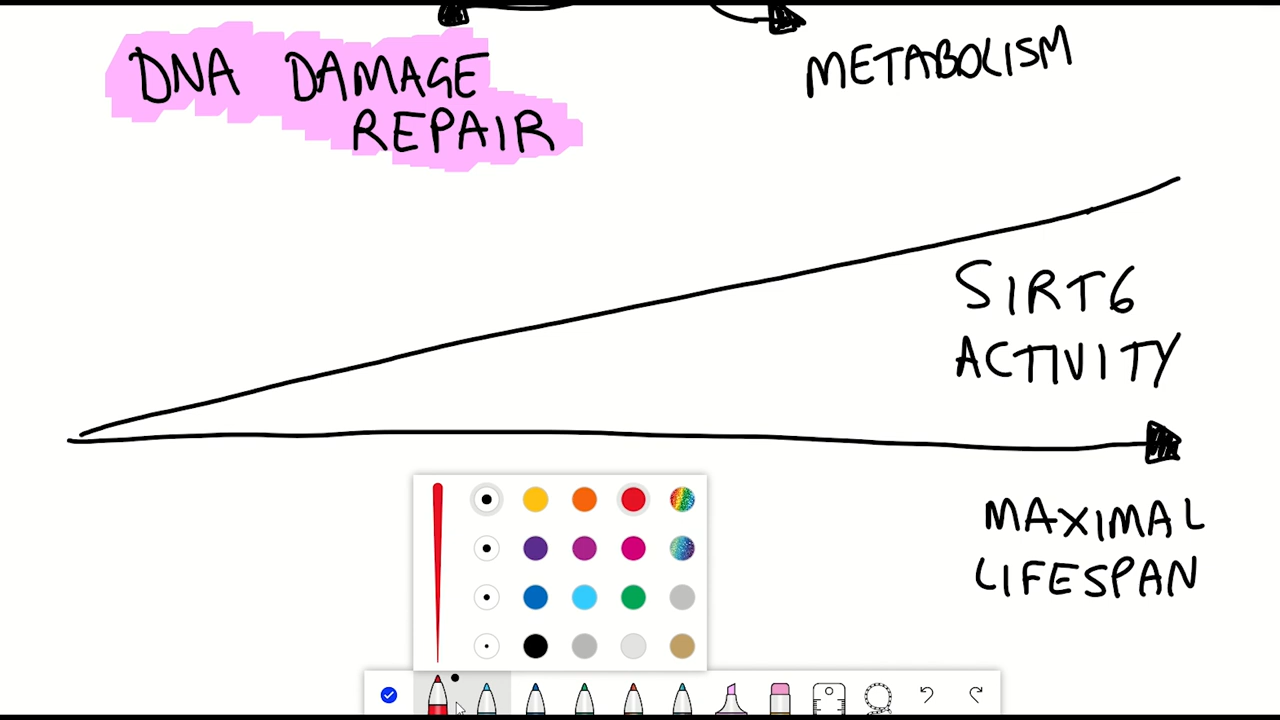 DNA DAMAGE
REPAIR
METABOLISM
SIRT6
ACTIVITY
MAXIMAL
LIFESPAN